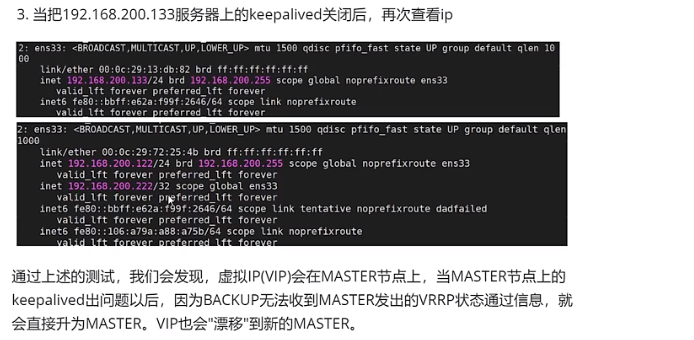 3. 当把192.168.200.133服务器上的keepalived关闭后，再次查看ip
2: ens33: <BROADCAST,MULTICAST,UP,LOWER_UP> mtu 1500 qdisc pfifo_fast state UP group default qlen 10
00
link/ether 00:0c:29:13:db:82 brd ff:ff:ff:ff:ff:ff
inet 192.168.200.133/24 brd 192.168.200.255 scope global noprefixroute ens33
valid_lft forever preferred_lft forever
inet6 fe80::bbff:e62a:f99f:2646/64 scope link noprefixroute
valid_lft forever preferred_lft forever
2: ens33: <BROADCAST,MULTICAST,UP,LOWER_UP> mtu 1500 qdisc pfifo_fast state UP group default qlen
1000
link/ether 00:0c:29:72:25:4b brd ff:ff:ff:ff:ff:ff
inet 192.168.200.122/24 brd 192.168.200.255 scope global noprefixroute ens33
valid_lft forever preferred_lft forever
inet 192.168.200.222/32 scope global ens33
valid_lft forever preferred_lft forever
inet6 fe80::bbff:e62a:f99f:2646/64 scope link tentative noprefixroute dadfailed
valid_lft forever preferred_lft forever
inet6 fe80::106:a79a:a88:a75b/64 scope link noprefixroute
valid_lft forever preferred_lft forever
通过上述的测试，我们会发现，虚拟IP(VIP)会在MASTER节点上，当MASTER节点上的
keepalived出问题以后，因为BACKUP无法收到MASTER发出的VRRP状态通过信息，就
会直接升为MASTER。VIP也会"漂移"到新的MASTER。